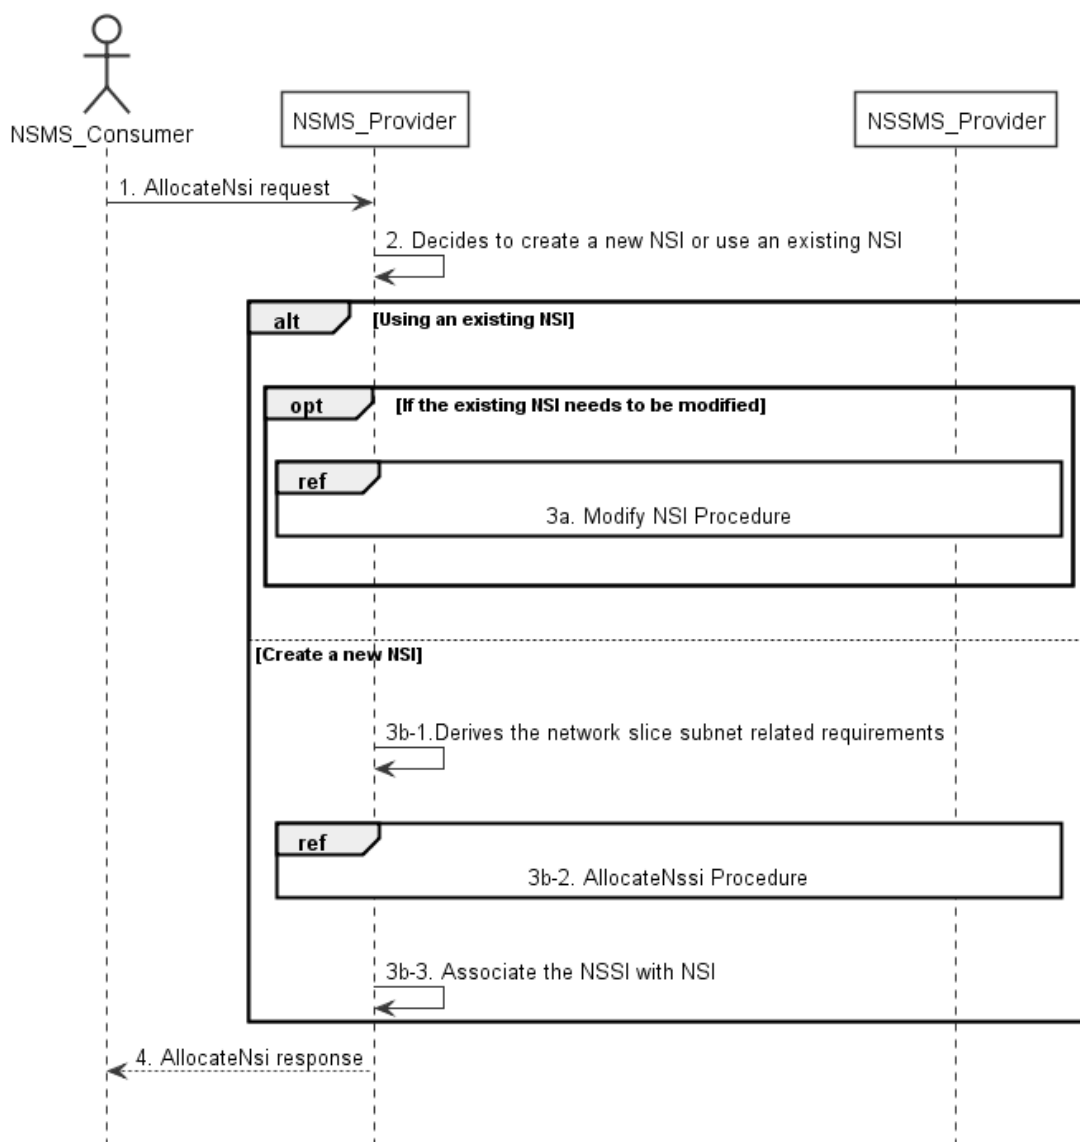 NSMS_Consumer
NSMS_Provider
NSSMS_Provider
1. AllocateNsi request
2. Decides to create a new NSI or use an existing NSI
alt
[Using an existing NSI]
opt
[If the existing NSI needs to be modified]
ref
3a. Modify NSI Procedure
[Create a new NSI]
3b-1.Derives the network slice subnet related requirements
ref
3b-2. AllocateNssi Procedure
3b-3. Associate the NSSI with NSI
4. AllocateNsi response